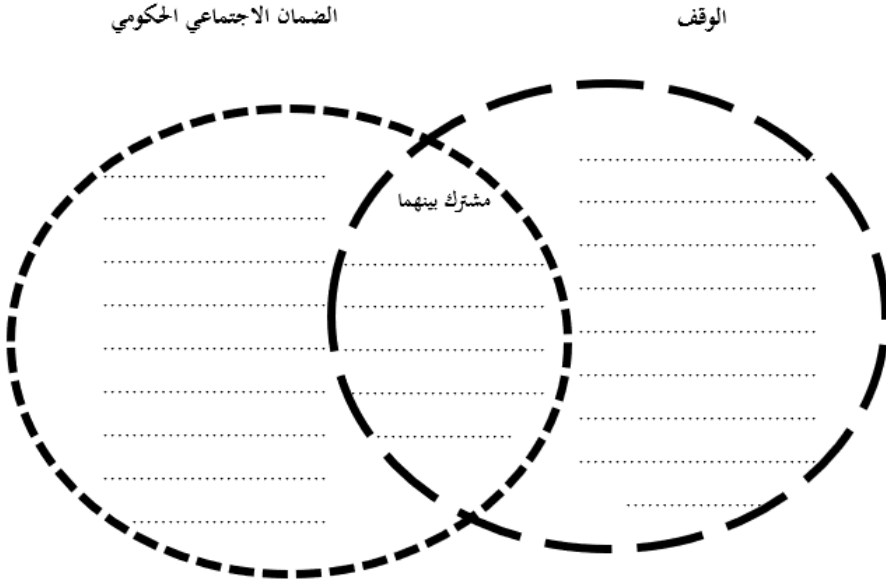 الوقف
الضمان الاجتماعي الحكومي
مشترك بينهما